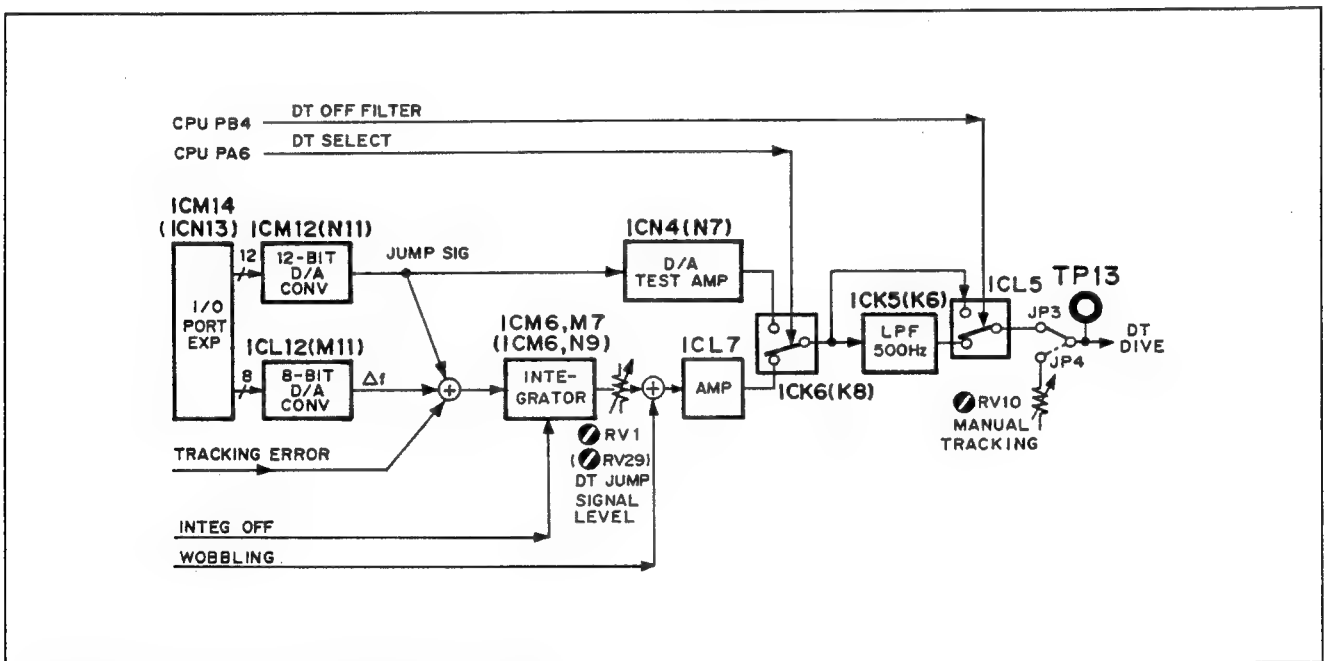 CPU PB4
DT OFF FILTER
CPU PA6
DT SELECT
ICM14
(ICN13)
ICM12(N11)
ICN4(N7)
I/O
PORT
EXP
12
12-BIT
D/A
CONV
JUMP SIG
D/A
TEST AMP
ICL5
TP13
ICK5(K6)
JP3
LPF
500Hz
DT
DIVE
JP4
ICL12(M11)
ICM6,M7
(ICM6,N9)
ICL7
8
8-BIT
D/A
CONV
Δf
+
INTE-
GRATOR
+
AMP
ICK6(K8)
RV10
MANUAL
TRACKING
RV1
(RV29)
DT JUMP
SIGNAL
LEVEL
TRACKING ERROR
INTEG OFF
WOBBLING